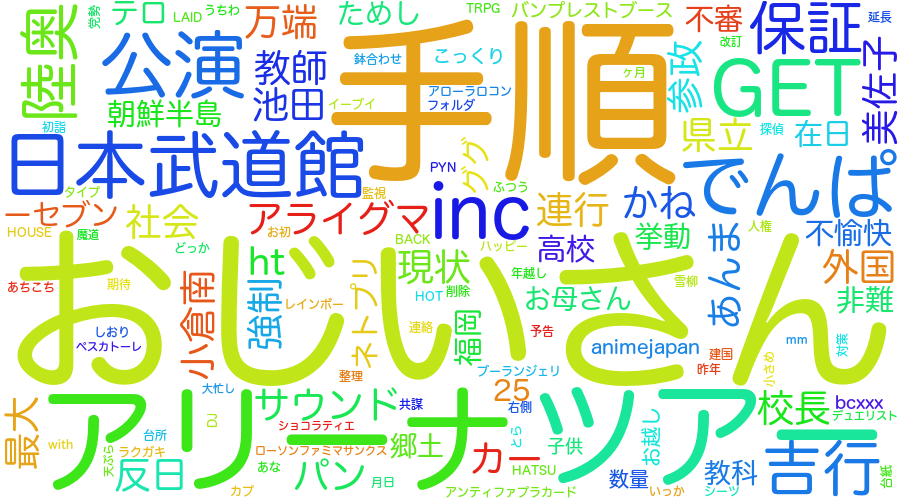 陸奥
党勢
テロ
LAID
うちわ
万端
ためし
TRPG
バンプレストブース
不審
改訂
保証
延長
公演
教師
池田
朝鮮半島
初詣
手順
鉢合わせ
こっくり
アローラロコン
フォルダ
イーブイ
ケ月
参政
GET
県立
探偵
在日
美佐子
日本武道館
タイプ
監視
PYN
ググ
ふつう
inc
連行
かね
でんぱ
人権
不愉快
ーセブン
HOUSE
魔道
社会
どっか
アライグマ
お初
BACK
ハッピー
高校
挙動
あんま
外国
非難
おじいさん
あちこち
期待
ht
強制
小倉南
レインボー
ネトプリ
現状
HOT
削除
年越し
お母さん
雪柳
しおり
ペスカトーレ
連絡
福岡
予告
animejapan
建国
昨年
小さめ
mm
対策
整理
ブーランジェリ
大忙し
25
右側
共謀
アリーナツアー
最大
with
台所
ラクガキ
天ぷら
反日
DJ
サウンド
ショコラティエ
ローソンファミマサンクス
あな
カブ
パン
月日
郷土
カー
とら
HATSU
アンティファプラカード
子供
数量
いっか
お越し
シーツ
教科
校長
bcxxx
デュエリスト
吉行
台紙